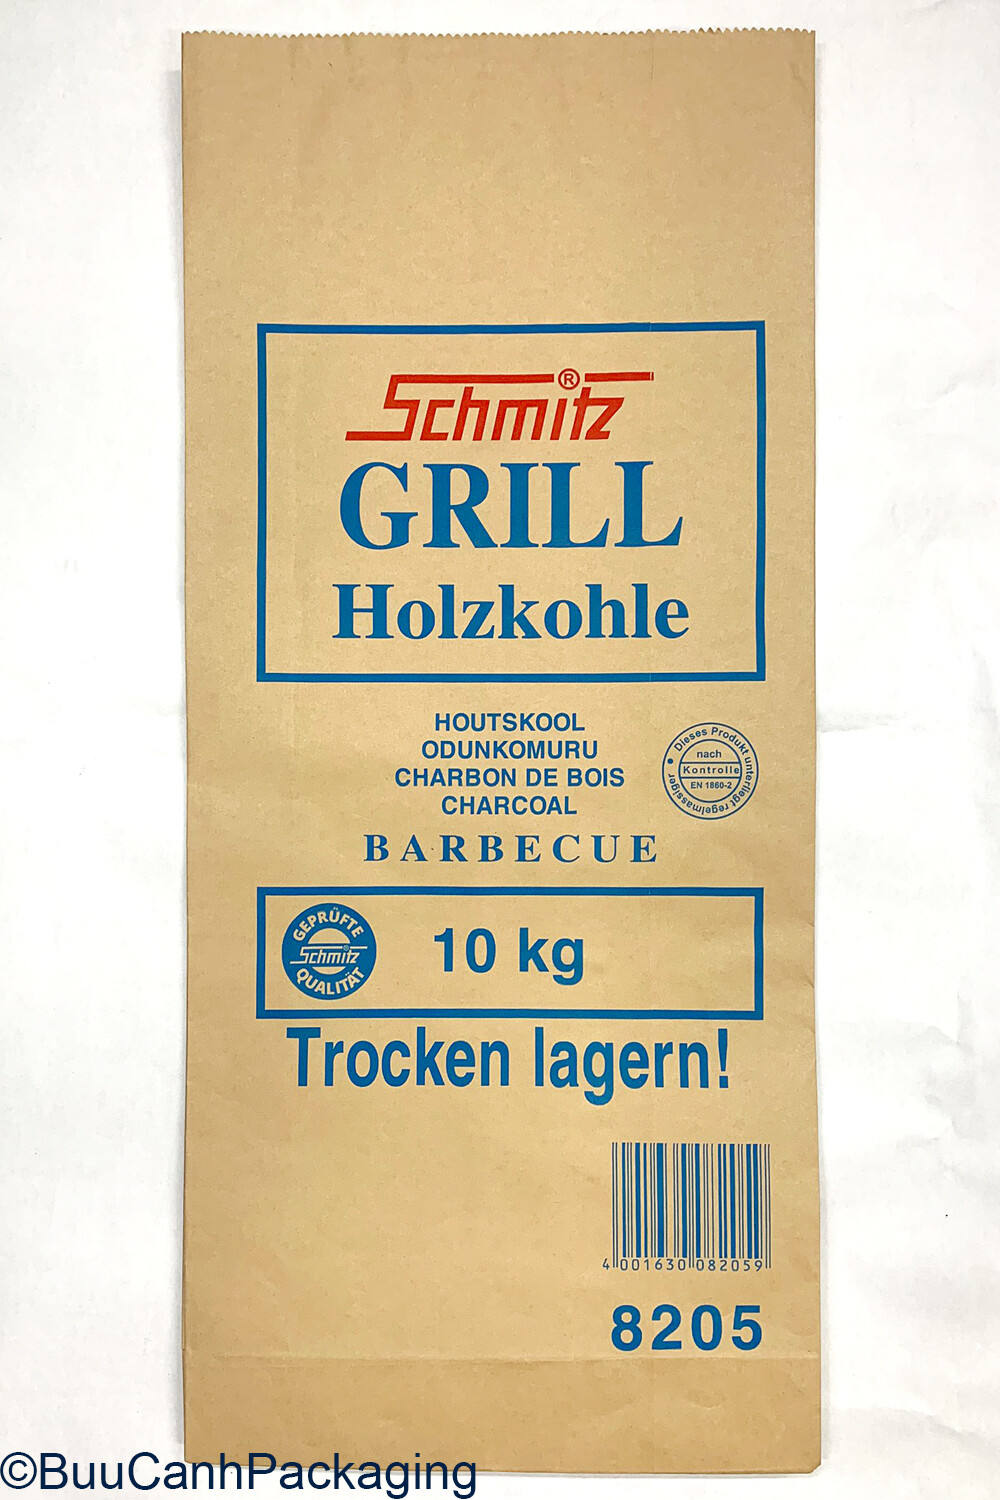 Schmitz®
GRILL
Holzkohle
HOUTSKOOL
ODUNKOMURU
CHARBON DE BOIS
CHARCOAL
BARBECUE
Dieses Produkt unterliegt regelmassiger
nach
Kontrolle
EN 1860-2
GEPRÜFTE
Schmitz®
QUALITÄT
10 kg
Trocken lagern!
4 001630 082059
8205
©BuuCanhPackaging